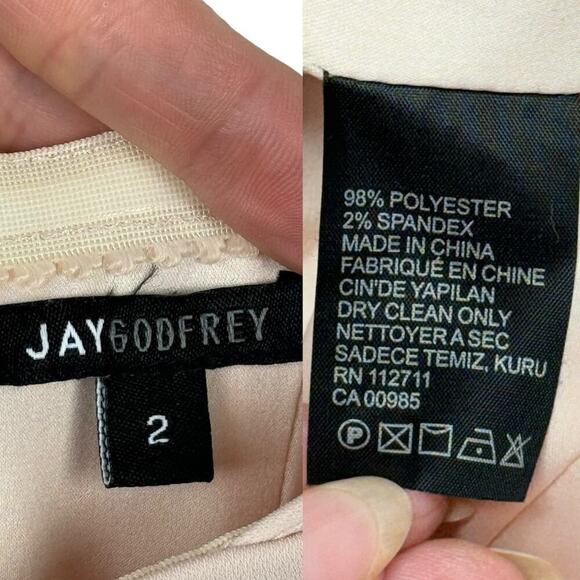 JAYGODFREY
2
98% POLYESTER
2% SPANDEX
MADE IN CHINA
FABRIQUÉ EN CHINE
CIN'DE YAPILAN
DRY CLEAN ONLY
NETTOYER A SEC
SADECE TEMIZ, KURU
RN 112711
CA 00985
P